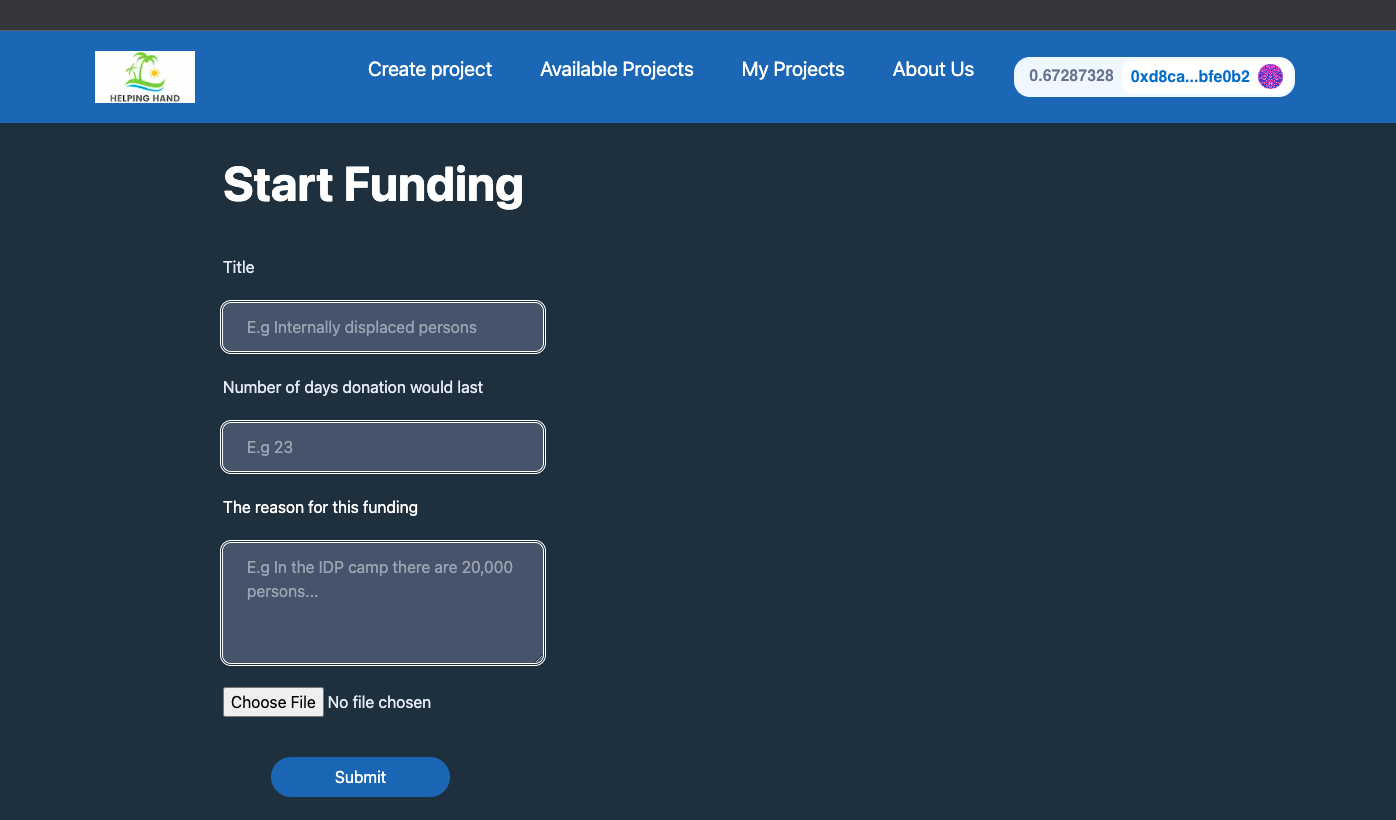 HELPING HAND
Create project
Available Projects
My Projects
About Us
0.67287328
0xd8ca...bfe0b2
Start Funding
Title
E.g Internally displaced persons
Number of days donation would last
E.g 23
The reason for this funding
E.g In the IDP camp there are 20,000
persons...
Choose File No file chosen
Submit